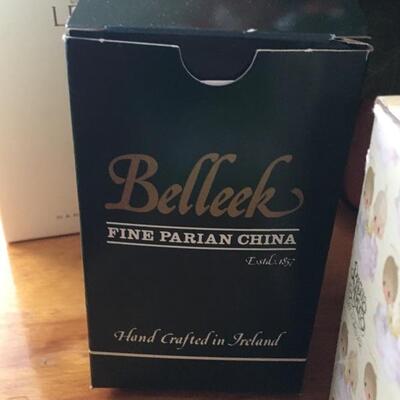 Belleek
FINE PARIAN CHINA
Estd. 1857
Hand Crafted in Ireland